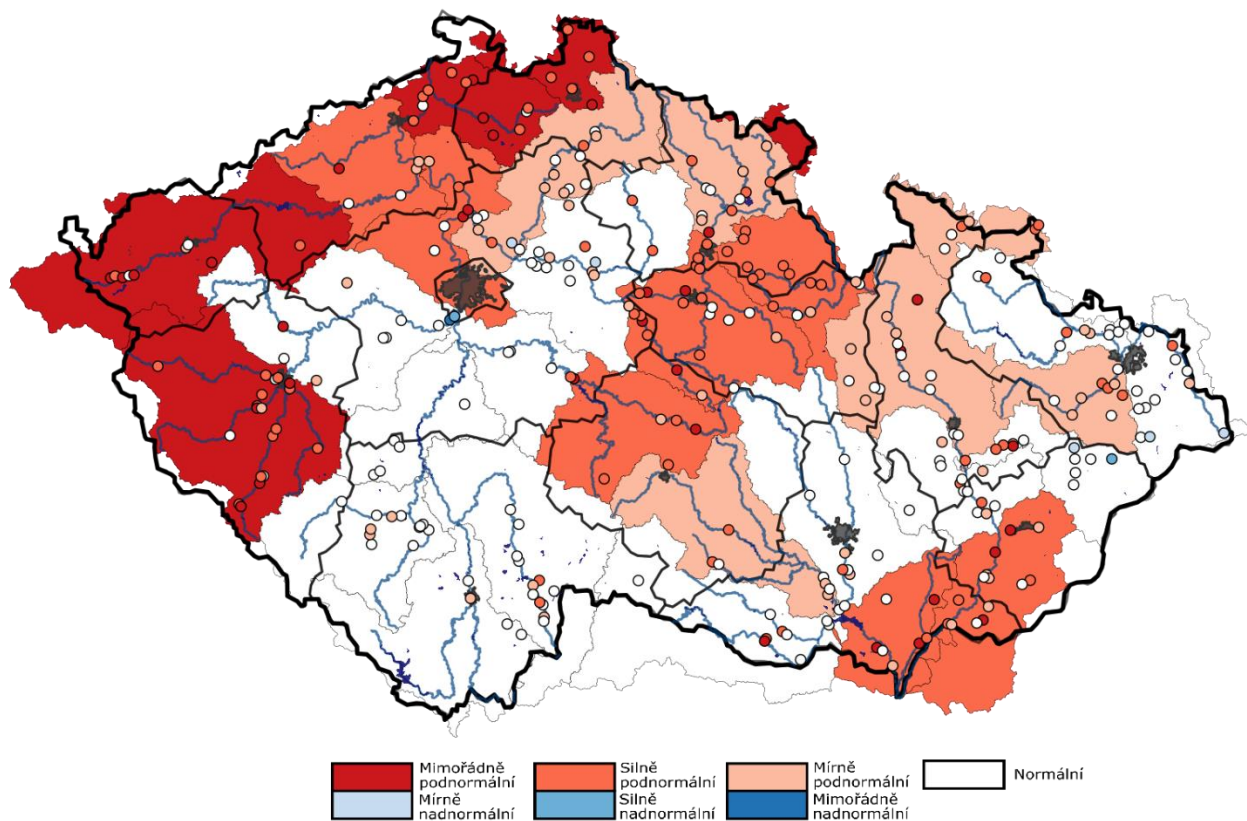 Mimořádně
podnormální
Silně
podnormální
Mírně
podnormální
Normální
Mírně
nadnormální
Silně
nadnormální
Mimořádně
nadnormální